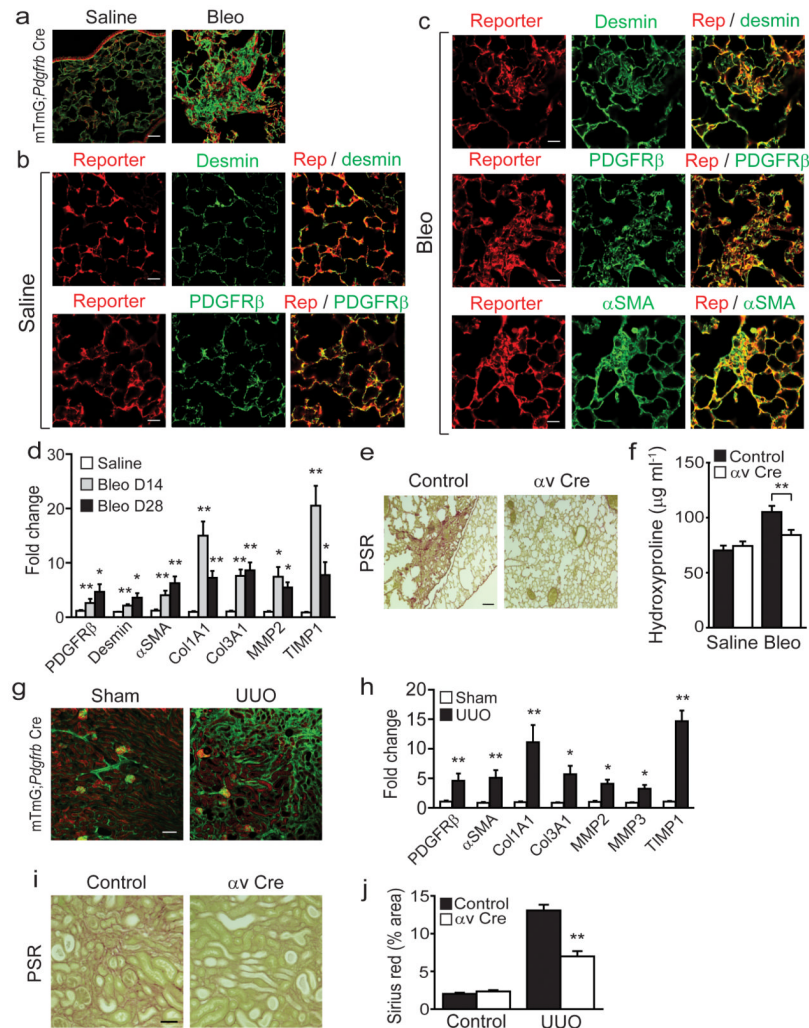 a
Saline
Bleo
mTmG;Pdgfrb Cre
b
Reporter
Desmin
Rep / desmin
Saline
Reporter
PDGFRβ
Rep / PDGFRβ
c
Reporter
Desmin
Rep / desmin
Bleo
Reporter
PDGFRβ
Rep / PDGFRβ
Reporter
αSMA
Rep / αSMA
d
Saline
Bleo D14
Bleo D28
Fold change
30
20
10
0
** *
** *
** **
** **
** **
* *
** *
PDGFRβ
Desmin
αSMA
Col1A1
Col3A1
MMP2
TIMP1
e
Control
αv Cre
PSR
f
Control
αv Cre
Hydroxyproline (µg ml⁻¹)
150
100
50
0
**
Saline
Bleo
g
Sham
UUO
mTmG;Pdgfrb Cre
h
Sham
UUO
Fold change
20
15
10
5
0
**
**
**
*
*
*
**
PDGFRβ
αSMA
Col1A1
Col3A1
MMP2
MMP3
TIMP1
i
Control
αv Cre
PSR
j
Control
αv Cre
Sirius red (% area)
15
10
5
0
**
Control
UUO